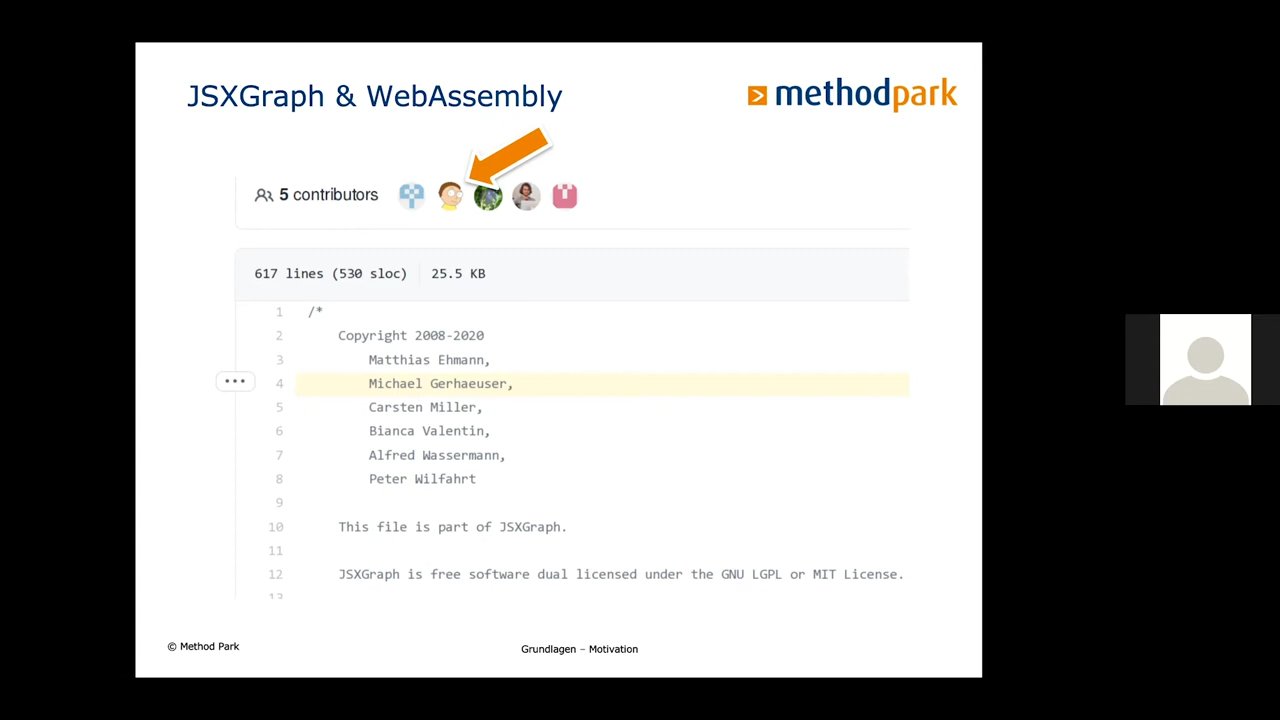 JSXGraph & WebAssembly
methodpark
5 contributors
617 lines (530 sloc) 25.5 KB
1 /*
2 Copyright 2008-2020
3 Matthias Ehmann,
4 Michael Gerhaeuser,
5 Carsten Miller,
6 Bianca Valentin,
7 Alfred Wassermann,
8 Peter Wilfahrt
9
10 This file is part of JSXGraph.
11
12 JSXGraph is free software dual licensed under the GNU LGPL or MIT License.
13
© Method Park
Grundlagen – Motivation